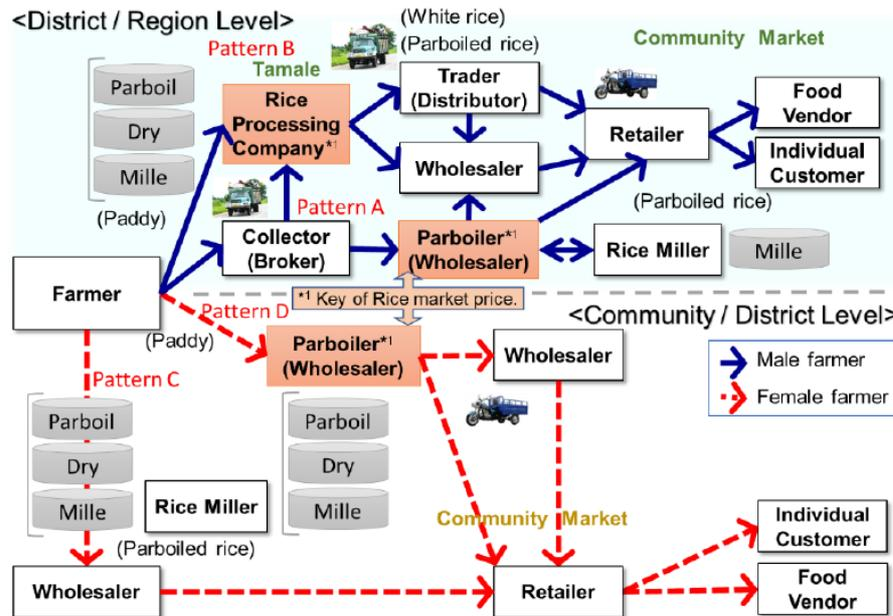 <District / Region Level>
Pattern B
Tamale
(White rice)
(Parboiled rice)
Community Market
Parboil
Dry
Mille
(Paddy)
Rice
Processing
Company*1
Trader
(Distributor)
Wholesaler
Retailer
Food
Vendor
Individual
Customer
(Parboiled rice)
Pattern A
Collector
(Broker)
Parboiler*1
(Wholesaler)
Rice Miller
Mille
Farmer
*1 Key of Rice market price.
<Community / District Level>
Pattern D
(Paddy)
Parboiler*1
(Wholesaler)
Wholesaler
Male farmer
Female farmer
Pattern C
Parboil
Dry
Mille
Rice Miller
(Parboiled rice)
Parboil
Dry
Mille
Community Market
Wholesaler
Retailer
Individual
Customer
Food
Vendor